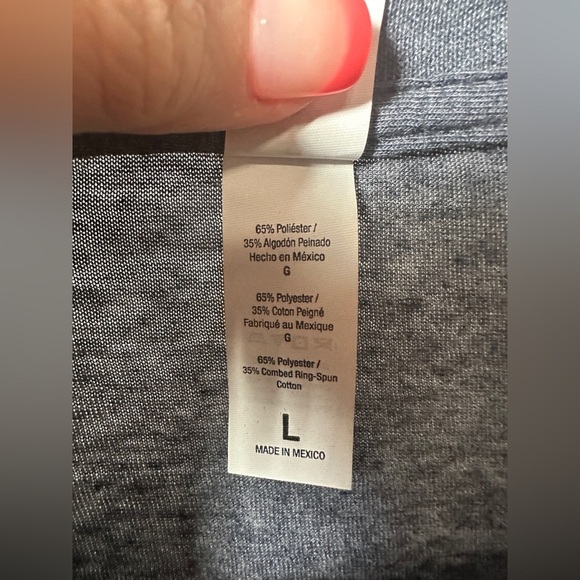 65% Poliéster /
35% Algodón Peinado
Hecho en México
G
65% Polyester /
35% Coton Peigné
Fabriqué au Mexique
G
65% Polyester /
35% Combed Ring-Spun
Cotton
L
MADE IN MEXICO